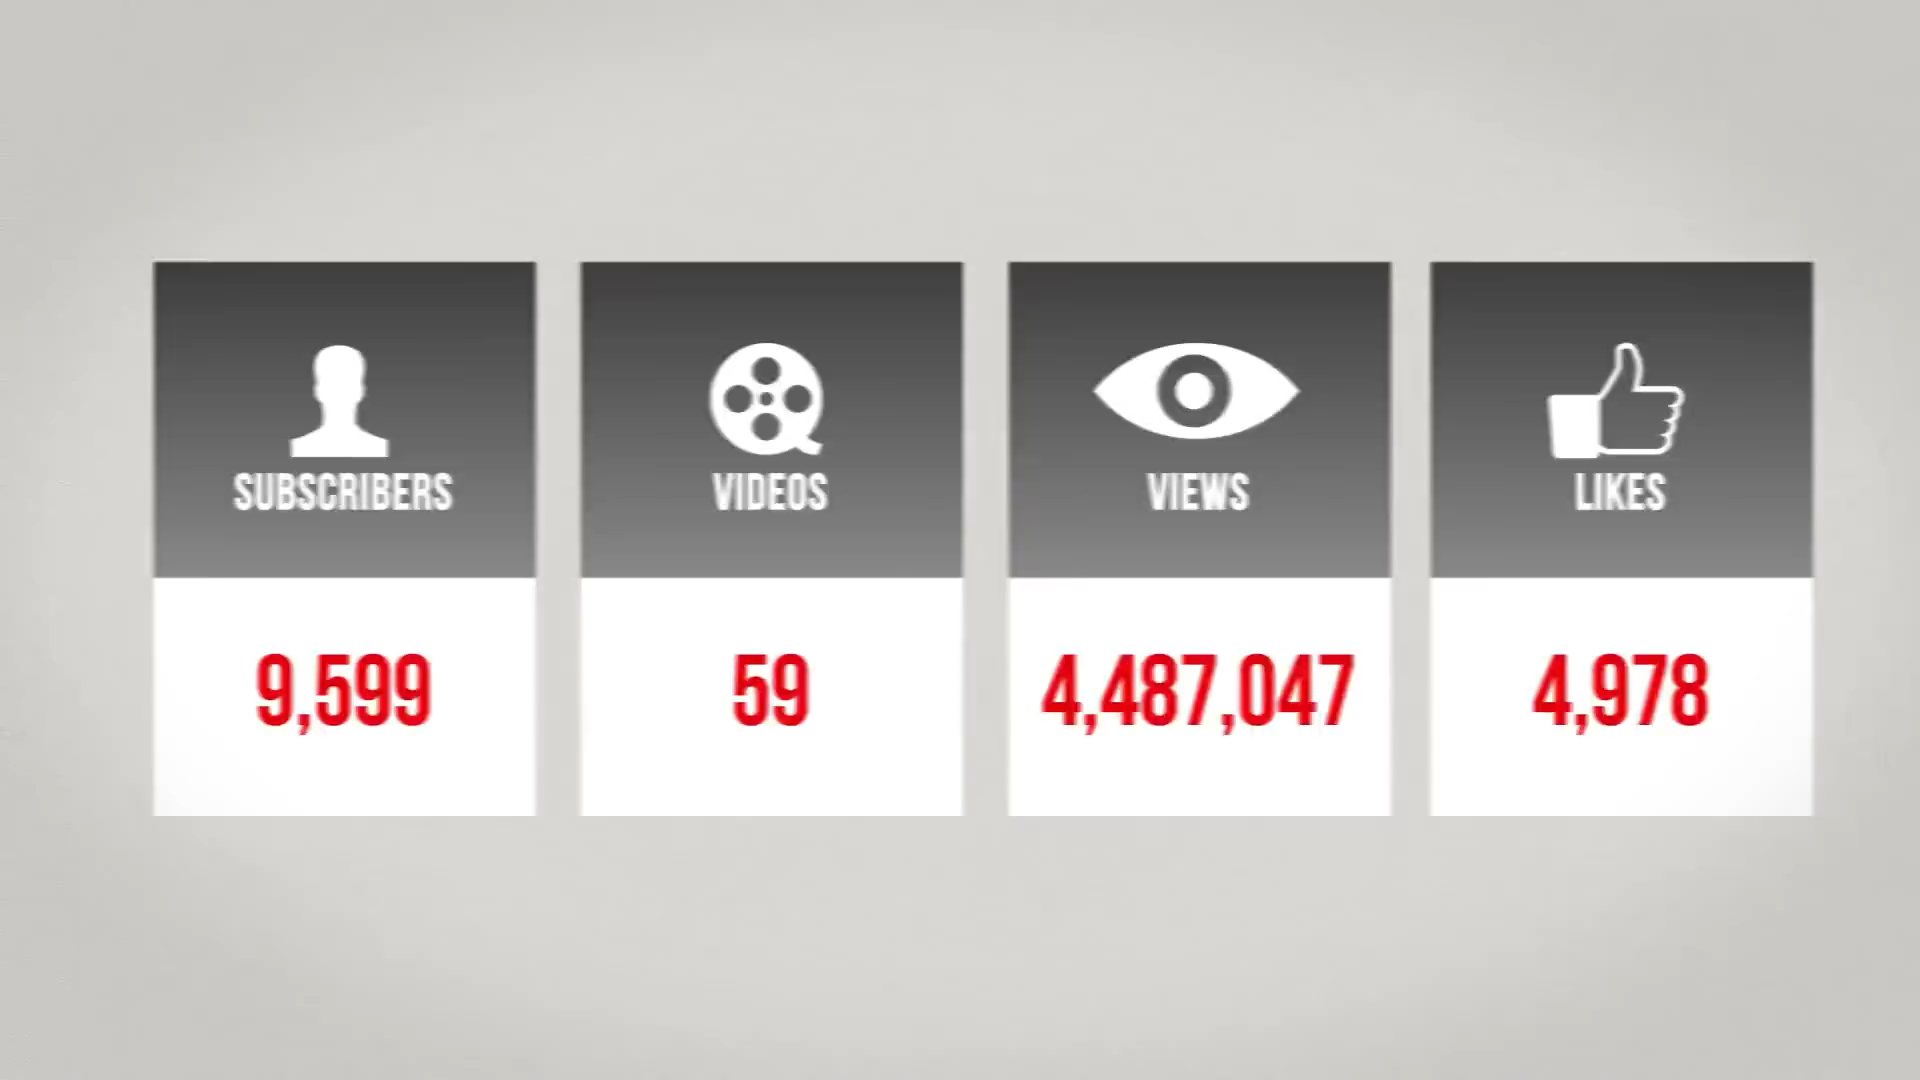 SUBSCRIBERS
VIDEOS
VIEWS
LIKES
9,599
59
4,487,047
4,978